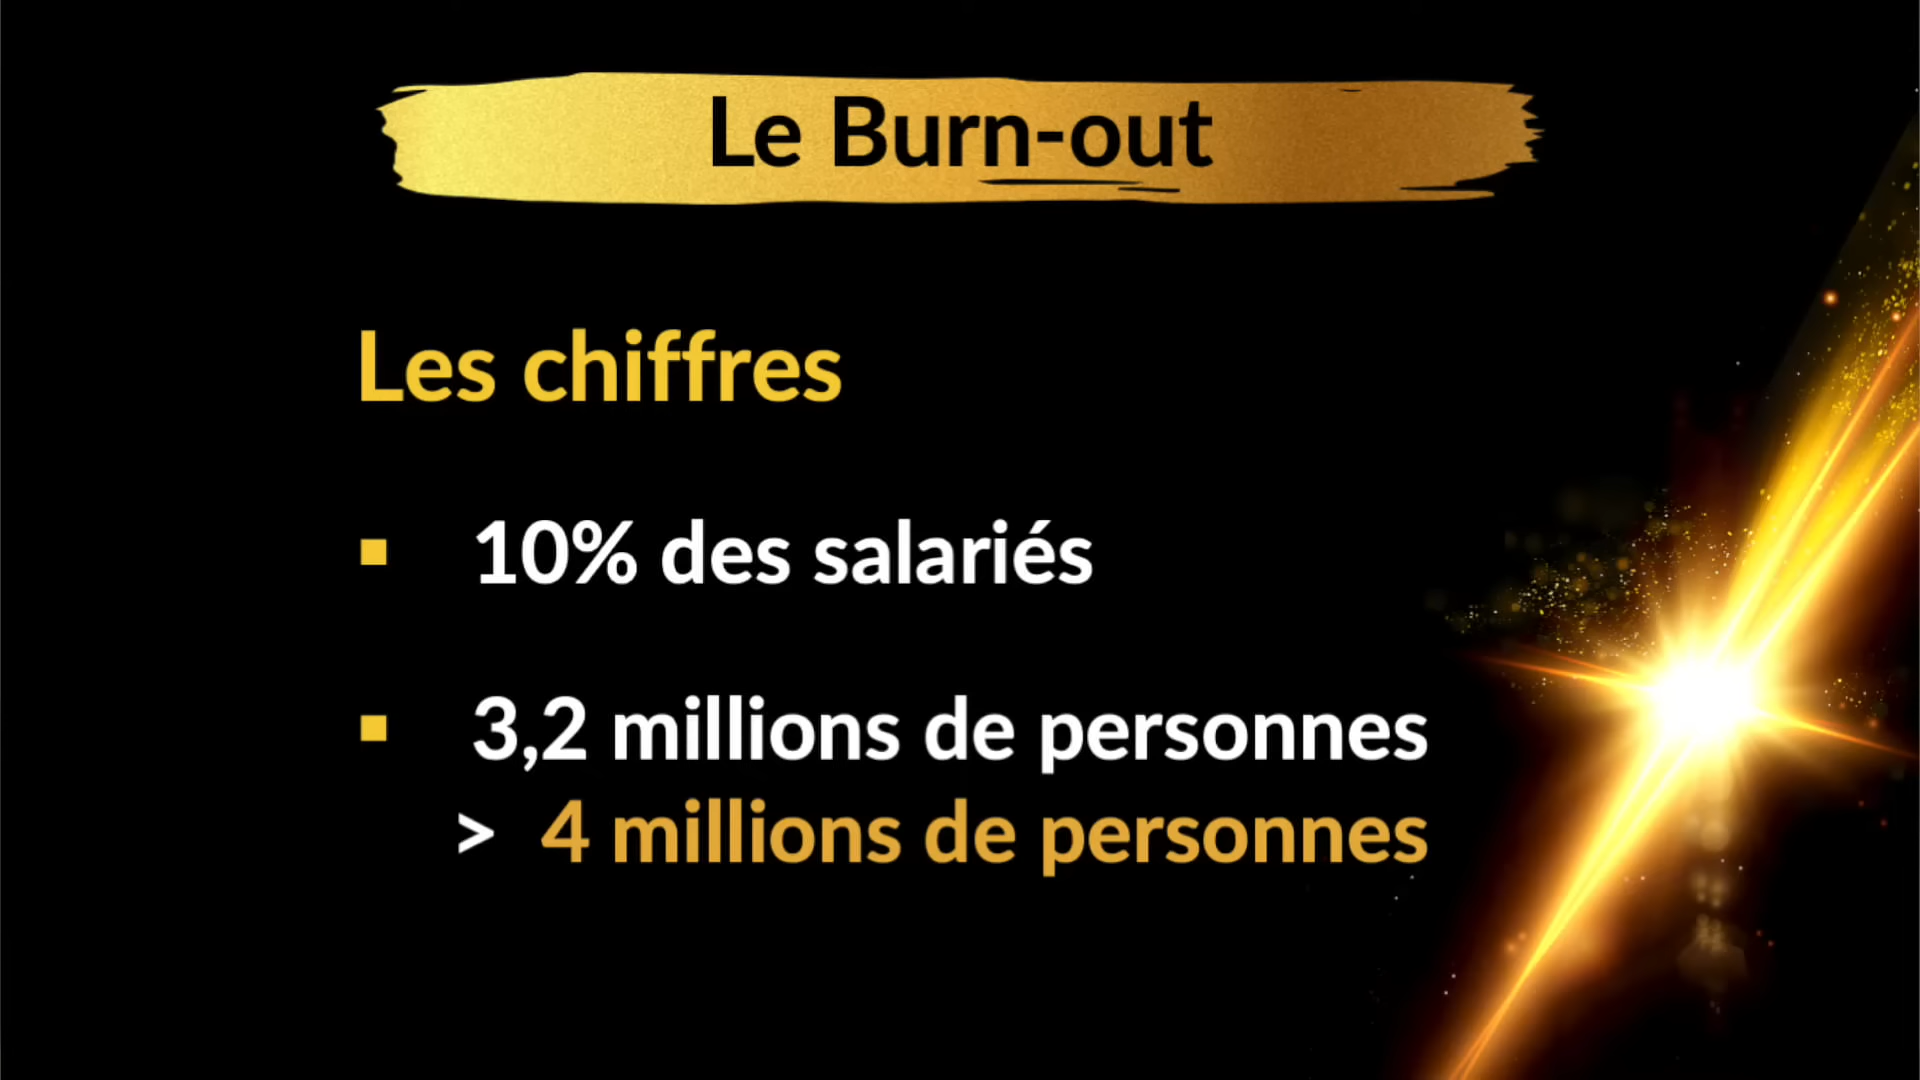 Le Burn-out
Les chiffres
▪ 10% des salariés
▪ 3,2 millions de personnes
> 4 millions de personnes